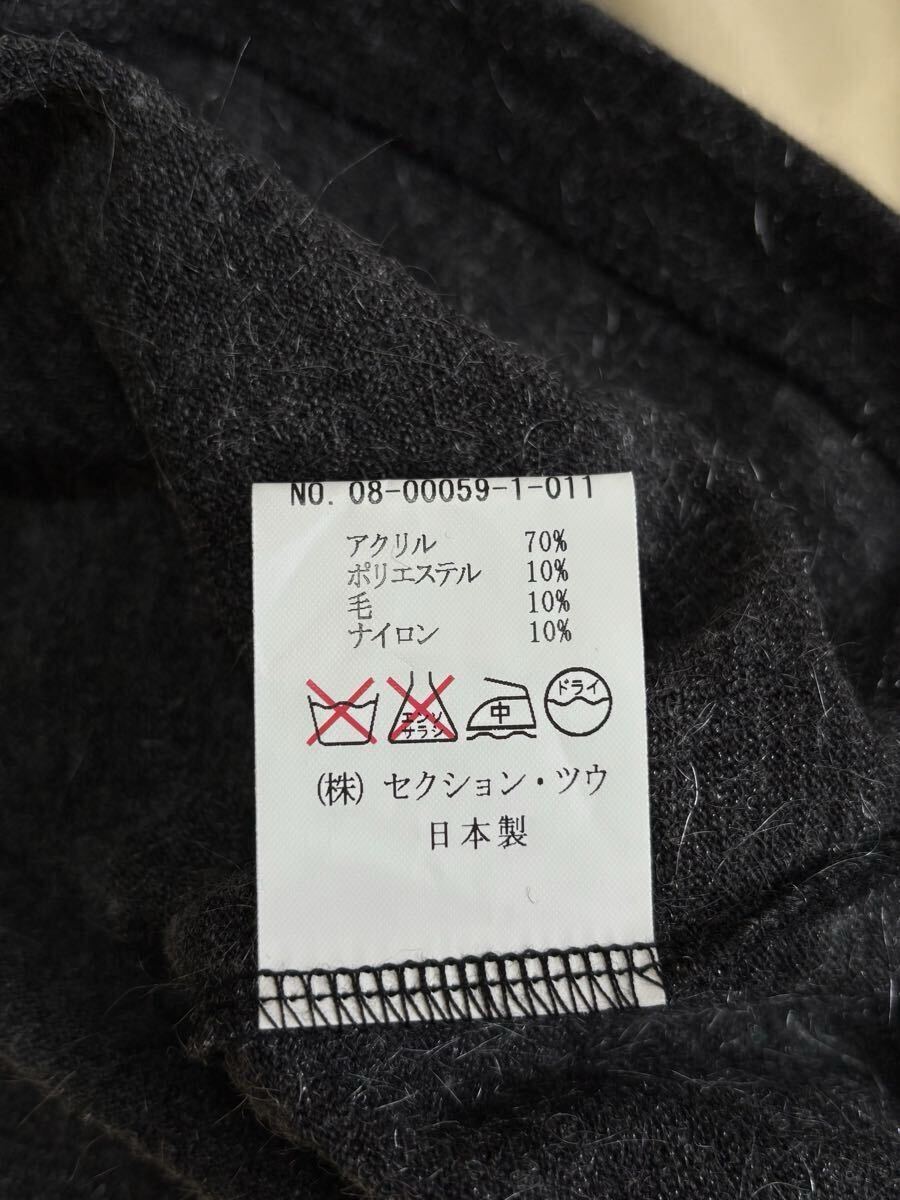 NO. 08-00059-1-011
アクリル 70%
ポリエステル 10%
毛 10%
ナイロン 10%
エンソサラシ 中 ドライ
(株) セクション・ツウ
日本製